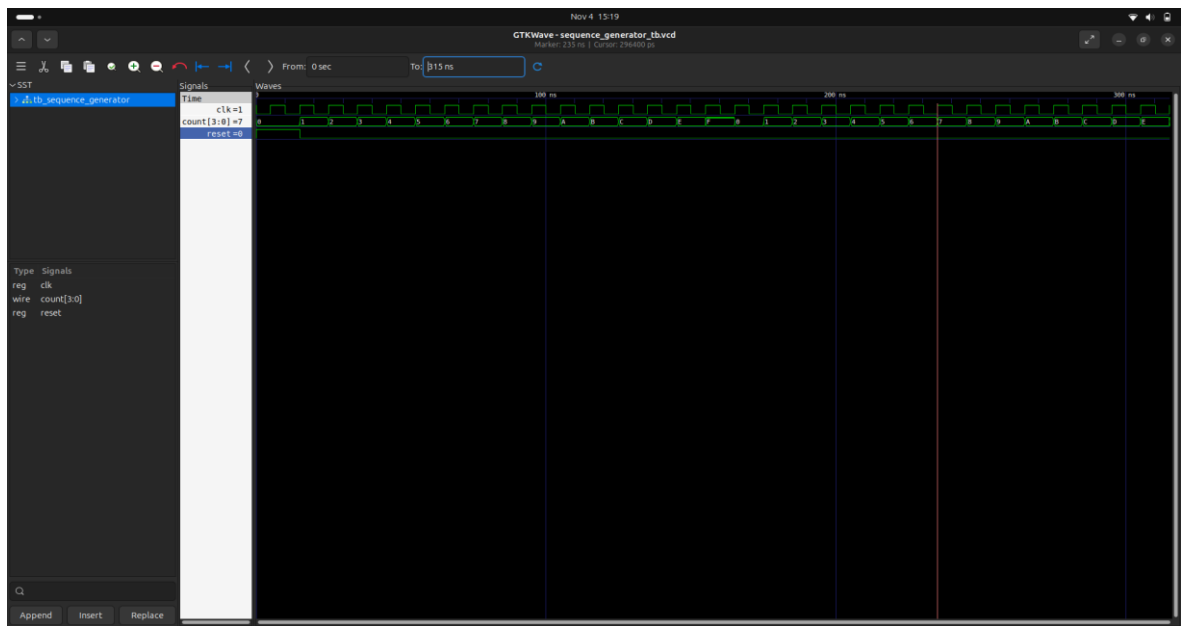 Nov 4 15:19
GTKWave - sequence_generator_tb.vcd
Marker: 235 ns | Cursor: 296400 ps
From: 0 sec To: 315 ns
SST
tb_sequence_generator
Signals
Waves
Time
100 ns 200 ns 300 ns
clk=1
count[3:0]=7
0 1 2 3 4 5 6 7 8 9 A B C D E F 0 1 2 3 4 5 6 7 8 9 A B C D E
reset=0
Type Signals
reg clk
wire count[3:0]
reg reset
Append Insert Replace